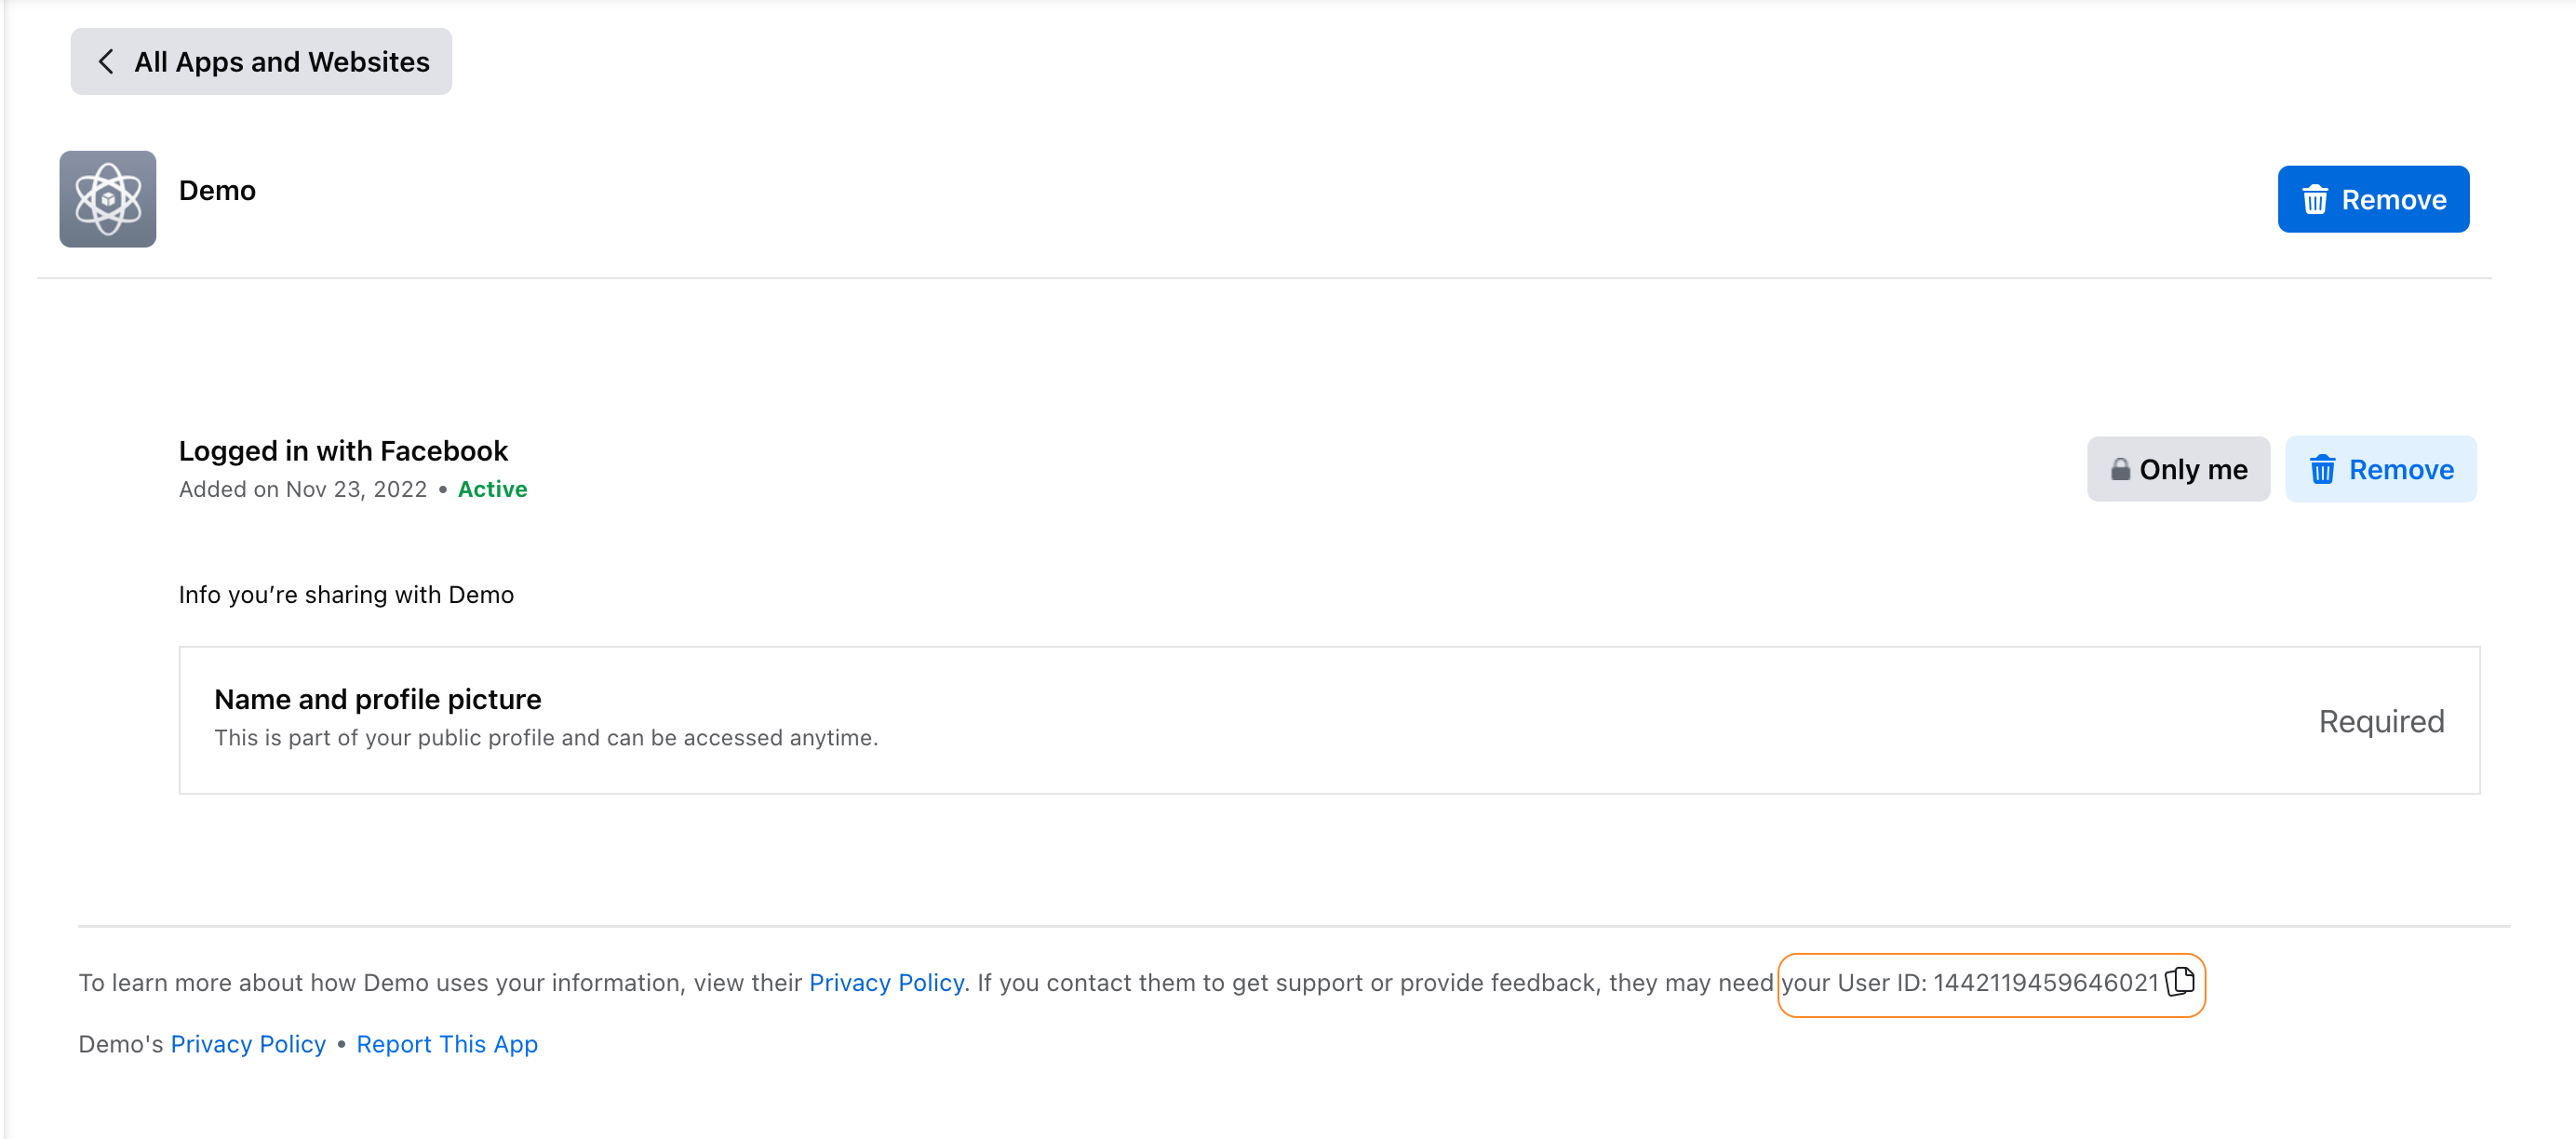 All Apps and Websites
Demo
Remove
Logged in with Facebook
Added on Nov 23, 2022 • Active
Only me
Remove
Info you’re sharing with Demo
Name and profile picture
This is part of your public profile and can be accessed anytime.
Required
To learn more about how Demo uses your information, view their Privacy Policy. If you contact them to get support or provide feedback, they may need your User ID: 1442119459646021
Demo's Privacy Policy • Report This App